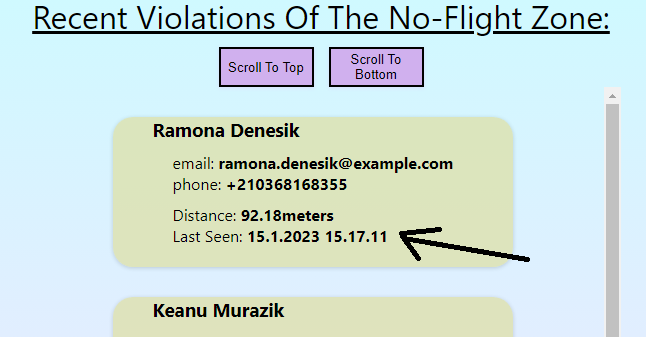 Recent Violations Of The No-Flight Zone:
Scroll To Top
Scroll To
Bottom
Ramona Denesik
email: ramona.denesik@example.com
phone: +210368168355
Distance: 92.18meters
Last Seen: 15.1.2023 15.17.11
Keanu Murazik